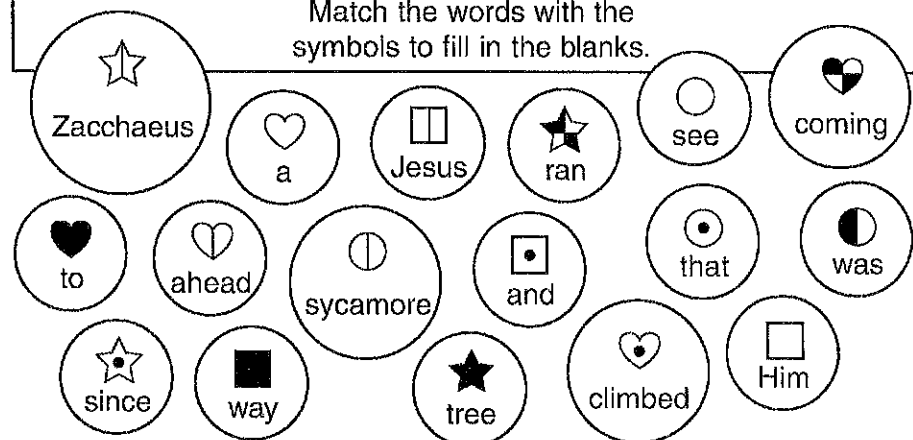 Match the words with the
symbols to fill in the blanks.
Zacchaeus
a
Jesus
ran
see
coming
to
ahead
sycamore
and
that
was
since
way
tree
climbed
Him